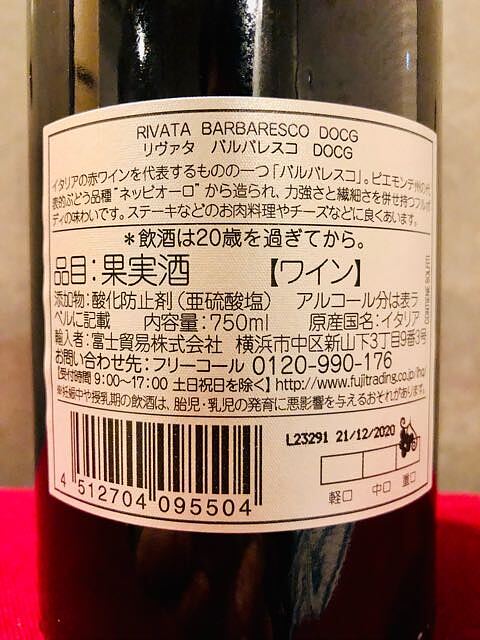 RIVATA BARBARESCO DOCG
リヴァタ バルバレスコ DOCG
イタリアの赤ワインを代表するものの一つ「バルバレスコ」。ピエモンテ州の代
表的ぶどう品種"ネッビオーロ"から造られ、力強さと繊細さを併せ持つフルボ
ディの味わいです。ステーキなどのお肉料理やチーズなどに良くあいます。
*飲酒は20歳を過ぎてから。
品目:果実酒 【ワイン】
添加物:酸化防止剤(亜硫酸塩) アルコール分は表ラ
ベルに記載 内容量:750ml 原産国名:イタリア
輸入者:富士貿易株式会社 横浜市中区新山下3丁目9番3号
お問い合わせ先:フリーコール 0120-990-176
【受付時間 9:00~17:00 土日祝日を除く】http://www.fujitrading.co.jp/hq/
※妊娠中や授乳期の飲酒は、胎児・乳児の発育に悪影響を与えるおそれがあります。
L23291 21/12/2020
軽口 中口 重口
4 512704 095504